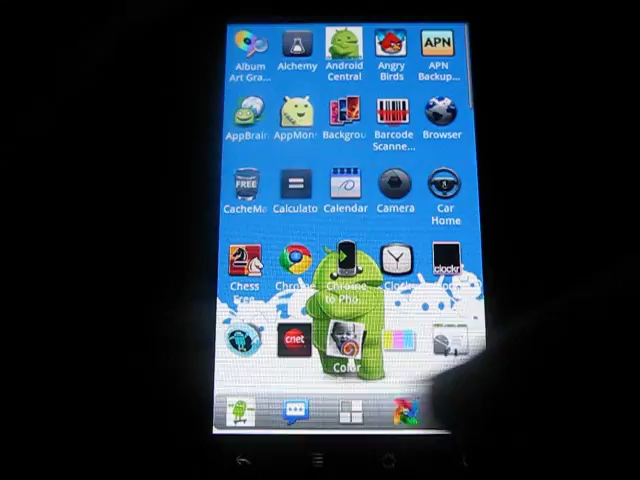 Album
Art Gra...
Alchemy
Android
Central
Angry
Birds
APN
APN
Backup...
AppBrain
AppMon
Backgrou
Barcode
Scanne...
Browser
FREE
CacheMa
Calculato
Calendar
Camera
Car
Home
clockr
Chess
Free
Chrome
to Pho...
Clock
cnet
Color